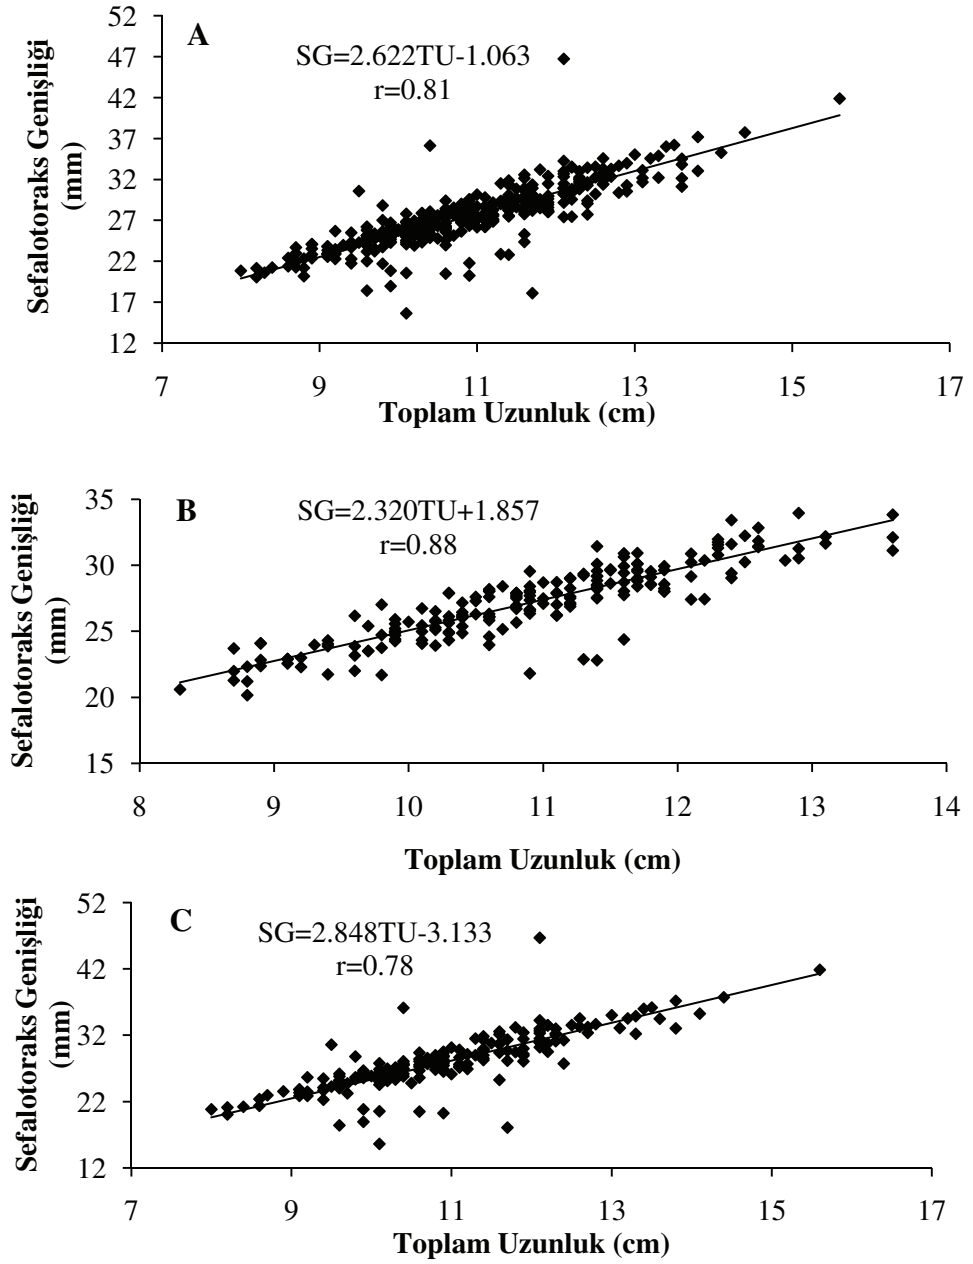 A
SG=2.622TU-1.063
r=0.81
Sefalotoraks Genişliği
(mm)
52
47
42
37
32
27
22
17
12
7 9 11 13 15 17
Toplam Uzunluk (cm)
B
SG=2.320TU+1.857
r=0.88
Sefalotoraks Genişliği
(mm)
35
30
25
20
15
8 9 10 11 12 13 14
Toplam Uzunluk (cm)
C
SG=2.848TU-3.133
r=0.78
Sefalotoraks Genişliği
(mm)
52
42
32
22
12
7 9 11 13 15 17
Toplam Uzunluk (cm)